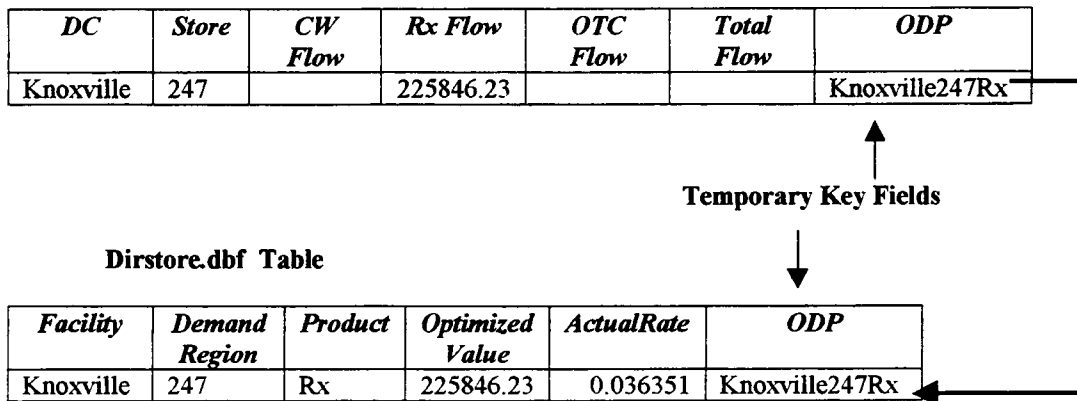 DC Store CW Flow Rx Flow OTC Flow Total Flow ODP
Knoxville 247 225846.23 Knoxville247Rx
Temporary Key Fields
Dirstore.dbf Table
Facility Demand Region Product Optimized Value ActualRate ODP
Knoxville 247 Rx 225846.23 0.036351 Knoxville247Rx